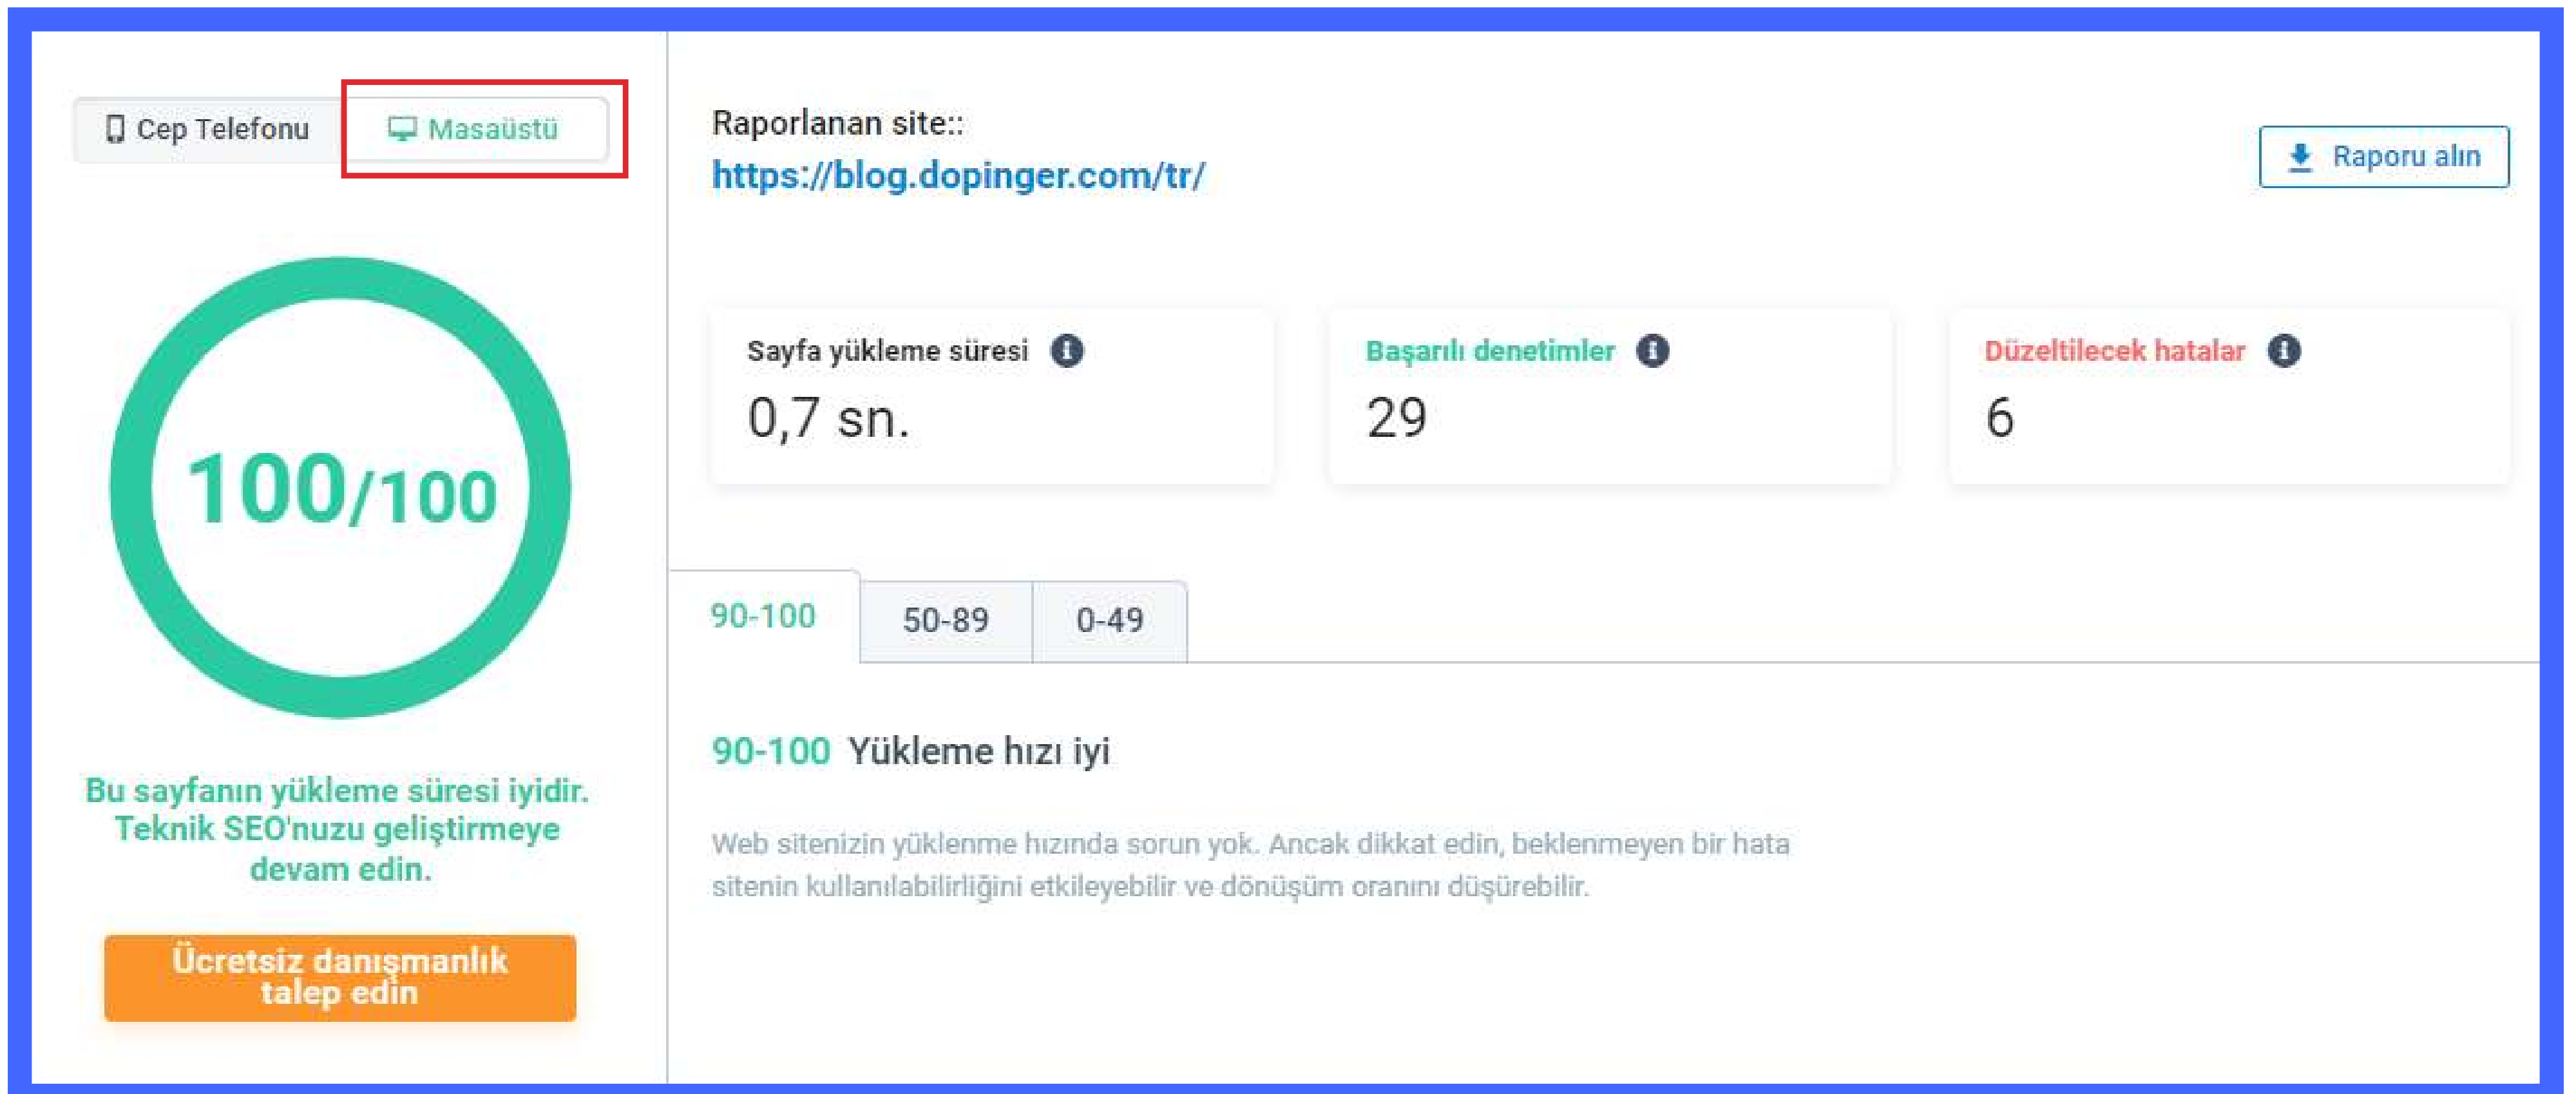 Cep Telefonu
Masaüstü
100/100
Bu sayfanın yükleme süresi iyidir.
Teknik SEO'nuzu geliştirmeye
devam edin.
Ücretsiz danışmanlık
talep edin
Raporlanan site::
https://blog.dopinger.com/tr/
Raporu alın
Sayfa yükleme süresi
0,7 sn.
Başarılı denetimler
29
Düzeltilecek hatalar
6
90-100
50-89
0-49
90-100 Yükleme hızı iyi
Web sitenizin yüklenme hızında sorun yok. Ancak dikkat edin, beklenmeyen bir hata
sitenin kullanılabilirliğini etkileyebilir ve dönüşüm oranını düşürebilir.